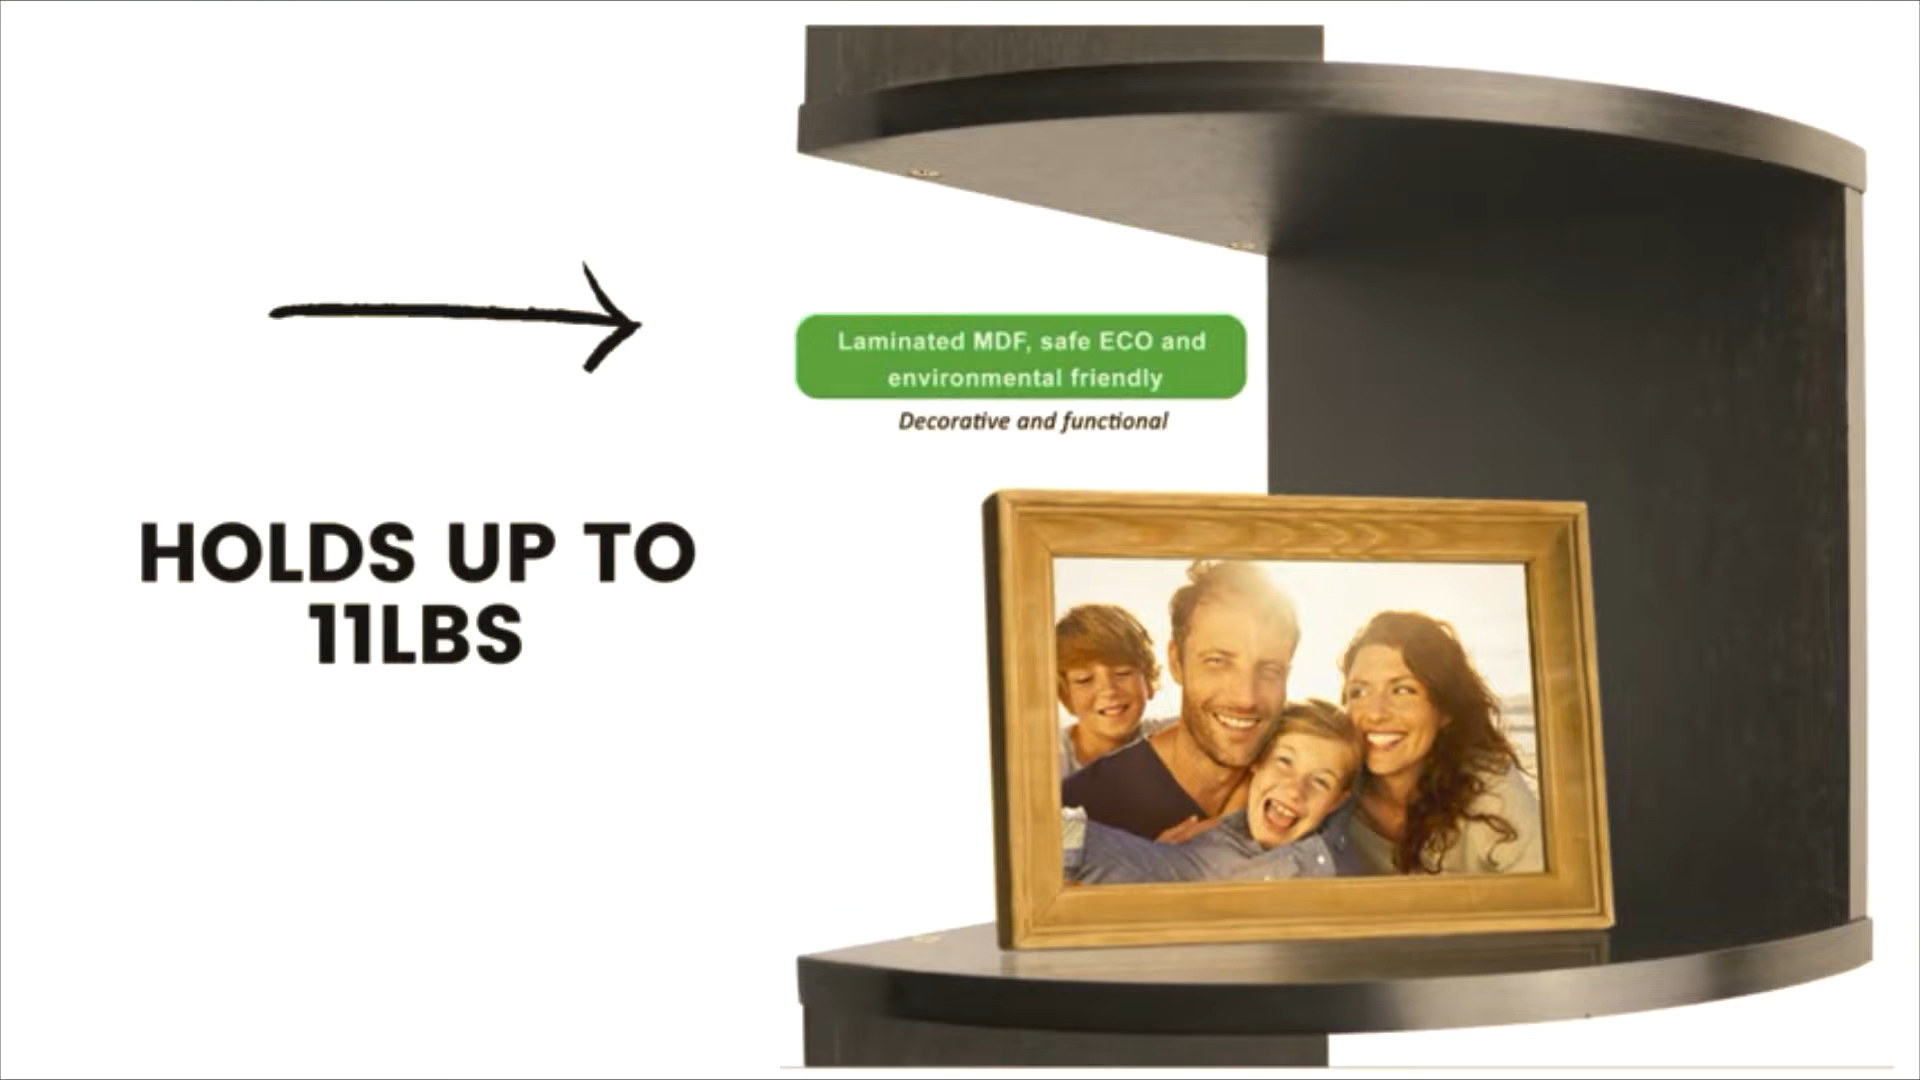 Laminated MDF, safe ECO and
environmental friendly
Decorative and functional
HOLDS UP TO
11LBS